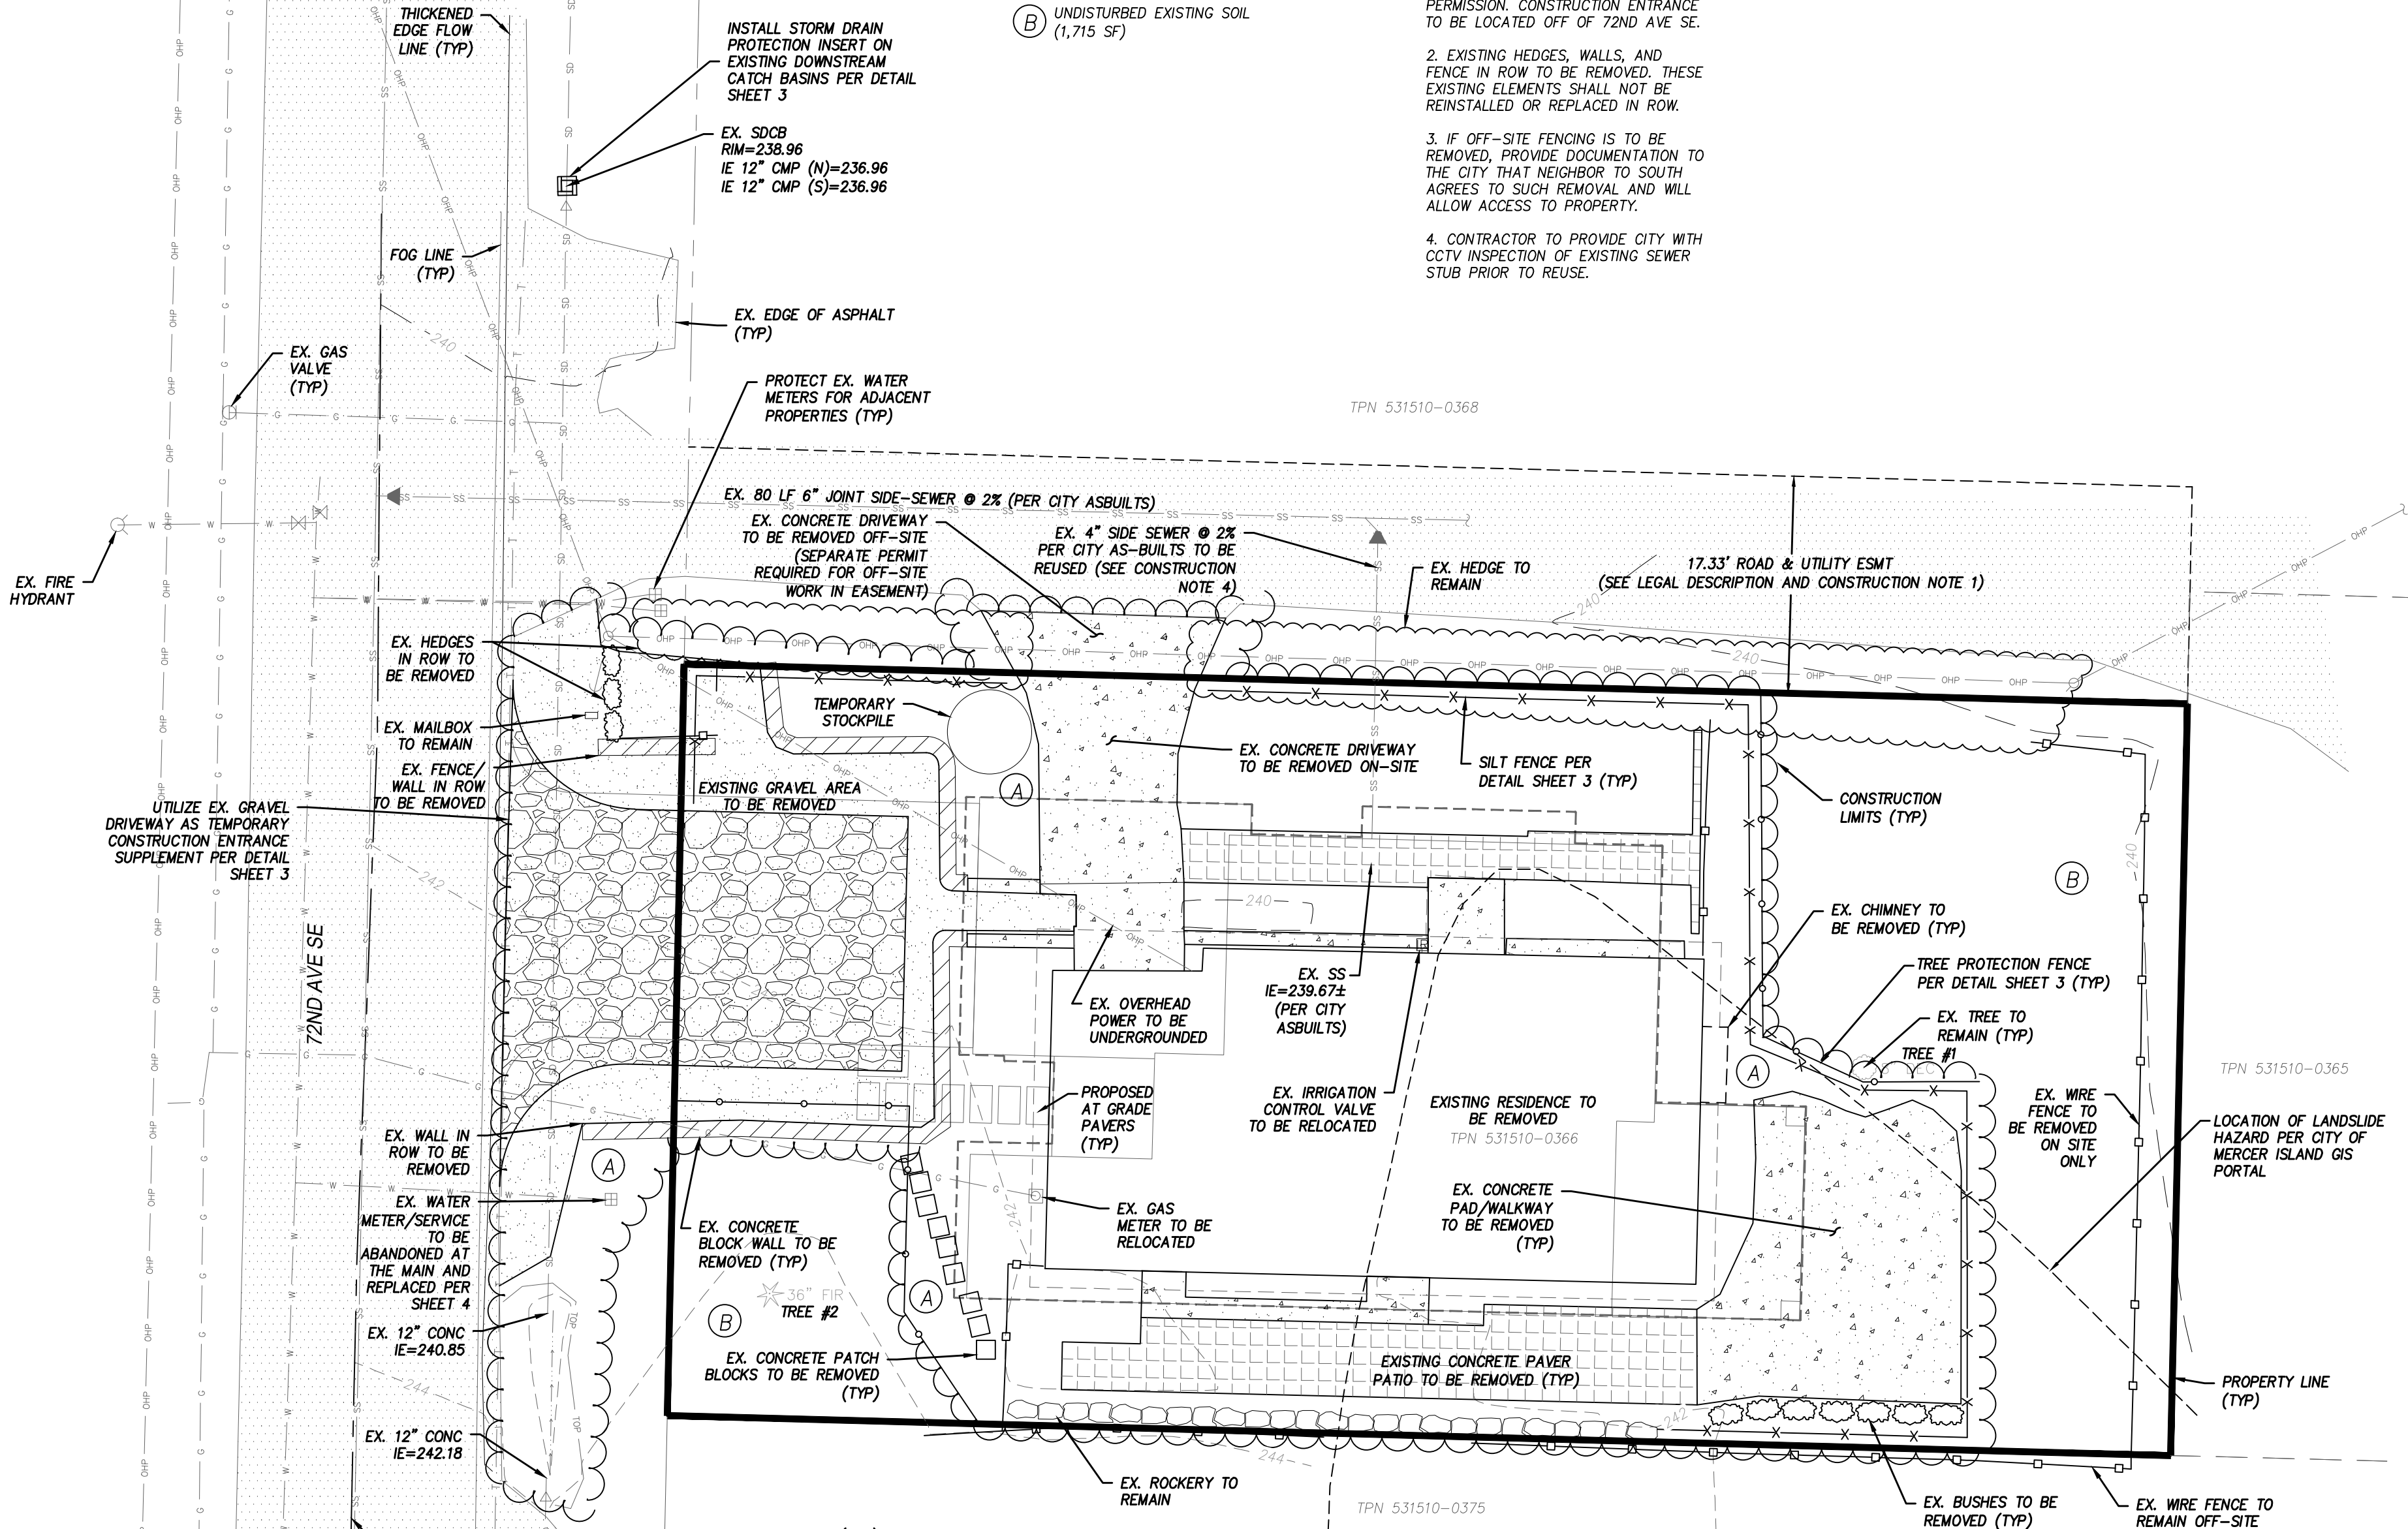 THICKENED
EDGE FLOW
LINE (TYP)
INSTALL STORM DRAIN
PROTECTION INSERT ON
EXISTING DOWNSTREAM
CATCH BASINS PER DETAIL
SHEET 3
B
UNDISTURBED EXISTING SOIL
(1,715 SF)
PERMISSION. CONSTRUCTION ENTRANCE
TO BE LOCATED OFF OF 72ND AVE SE.
2. EXISTING HEDGES, WALLS, AND
FENCE IN ROW TO BE REMOVED. THESE
EXISTING ELEMENTS SHALL NOT BE
REINSTALLED OR REPLACED IN ROW.
3. IF OFF-SITE FENCING IS TO BE
REMOVED, PROVIDE DOCUMENTATION TO
THE CITY THAT NEIGHBOR TO SOUTH
AGREES TO SUCH REMOVAL AND WILL
ALLOW ACCESS TO PROPERTY.
4. CONTRACTOR TO PROVIDE CITY WITH
CCTV INSPECTION OF EXISTING SEWER
STUB PRIOR TO REUSE.
EX. SDCB
RIM=238.96
IE 12" CMP (N)=236.96
IE 12" CMP (S)=236.96
FOG LINE
(TYP)
EX. EDGE OF ASPHALT
(TYP)
240
EX. GAS
VALVE
(TYP)
PROTECT EX. WATER
METERS FOR ADJACENT
PROPERTIES (TYP)
TPN 531510-0368
EX. 80 LF 6" JOINT SIDE-SEWER @ 2% (PER CITY ASBUILTS)
EX. CONCRETE DRIVEWAY
TO BE REMOVED OFF-SITE
(SEPARATE PERMIT
REQUIRED FOR OFF-SITE
WORK IN EASEMENT)
EX. 4" SIDE SEWER @ 2%
PER CITY AS-BUILTS TO BE
REUSED (SEE CONSTRUCTION
NOTE 4)
EX. HEDGE TO
REMAIN
17.33' ROAD & UTILITY ESMT
(SEE LEGAL DESCRIPTION AND CONSTRUCTION NOTE 1)
240
240
EX. FIRE
HYDRANT
EX. HEDGES
IN ROW TO
BE REMOVED
EX. MAILBOX
TO REMAIN
EX. FENCE/
WALL IN ROW
TO BE REMOVED
UTILIZE EX. GRAVEL
DRIVEWAY AS TEMPORARY
CONSTRUCTION ENTRANCE
SUPPLEMENT PER DETAIL
SHEET 3
TEMPORARY
STOCKPILE
A
EXISTING GRAVEL AREA
TO BE REMOVED
EX. CONCRETE DRIVEWAY
TO BE REMOVED ON-SITE
SILT FENCE PER
DETAIL SHEET 3 (TYP)
CONSTRUCTION
LIMITS (TYP)
240
B
242
240
72ND AVE SE
EX. CHIMNEY TO
BE REMOVED (TYP)
TREE PROTECTION FENCE
PER DETAIL SHEET 3 (TYP)
EX. TREE TO
REMAIN (TYP)
TREE #1
DEC
A
EX. SS
IE=239.67±
(PER CITY
ASBUILTS)
EX. OVERHEAD
POWER TO BE
UNDERGROUNDED
PROPOSED
AT GRADE
PAVERS
(TYP)
EX. IRRIGATION
CONTROL VALVE
TO BE RELOCATED
EXISTING RESIDENCE TO
BE REMOVED
TPN 531510-0366
TPN 531510-0365
EX. WIRE
FENCE TO
BE REMOVED
ON SITE
ONLY
LOCATION OF LANDSLIDE
HAZARD PER CITY OF
MERCER ISLAND GIS
PORTAL
EX. WALL IN
ROW TO BE
REMOVED
A
EX. WATER
METER/SERVICE
TO BE
ABANDONED AT
THE MAIN AND
REPLACED PER
SHEET 4
EX. CONCRETE
BLOCK WALL TO BE
REMOVED (TYP)
242
EX. GAS
METER TO BE
RELOCATED
EX. CONCRETE
PAD/WALKWAY
TO BE REMOVED
(TYP)
36" FIR
TREE #2
A
B
TOP
EX. 12" CONC
IE=240.85
EX. CONCRETE PATCH
BLOCKS TO BE REMOVED
(TYP)
EXISTING CONCRETE PAVER
PATIO TO BE REMOVED (TYP)
PROPERTY LINE
(TYP)
244
242
TOP
EX. 12" CONC
IE=242.18
244
EX. ROCKERY TO
REMAIN
TPN 531510-0375
EX. BUSHES TO BE
REMOVED (TYP)
EX. WIRE FENCE TO
REMAIN OFF-SITE